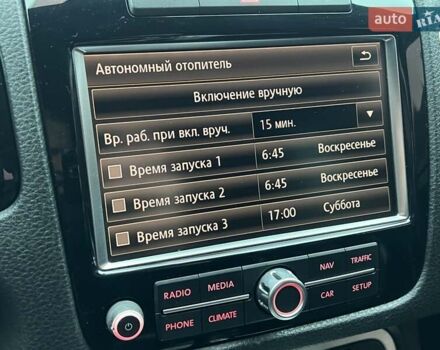 auto RIA
Автономный отопитель
Включение вручную
Вр. раб. при вкл. вруч. 15 мин.
Время запуска 1 6:45 Воскресенье
Время запуска 2 6:45 Воскресенье
Время запуска 3 17:00 Суббота
RADIO MEDIA NAV TRAFFIC
PHONE CLIMATE CAR SETUP